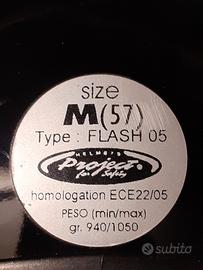 size
M(57)
Type : FLASH 05
HELMETS
Project
for Safety
homologation ECE22/05
PESO (min/max)
gr. 940/1050
subito